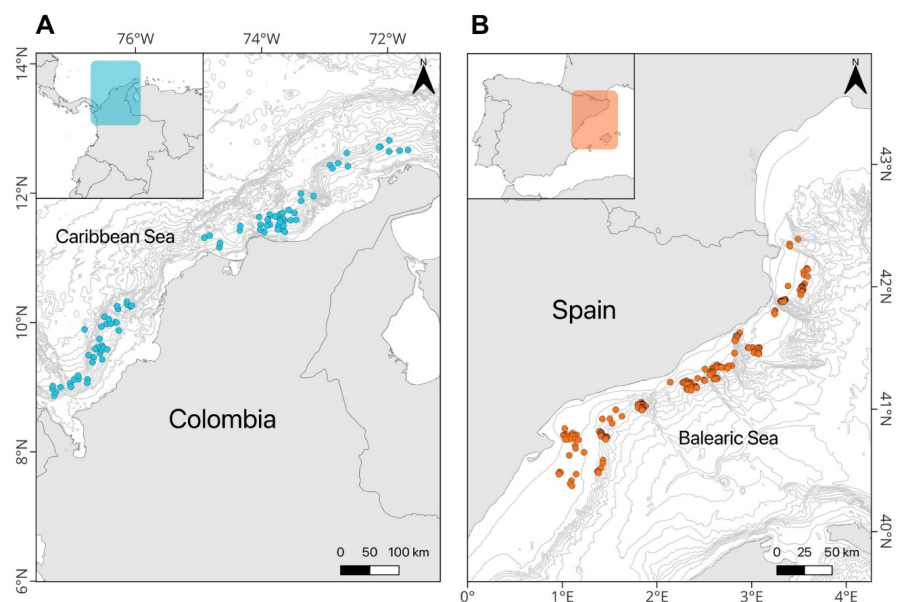 A
B
76°W 74°W 72°W
14°N
12°N
10°N
8°N
6°N
N
Caribbean Sea
Colombia
0 50 100 km
N
43°N
42°N
41°N
40°N
Spain
Balearic Sea
0 25 50 km
0° 1°E 2°E 3°E 4°E